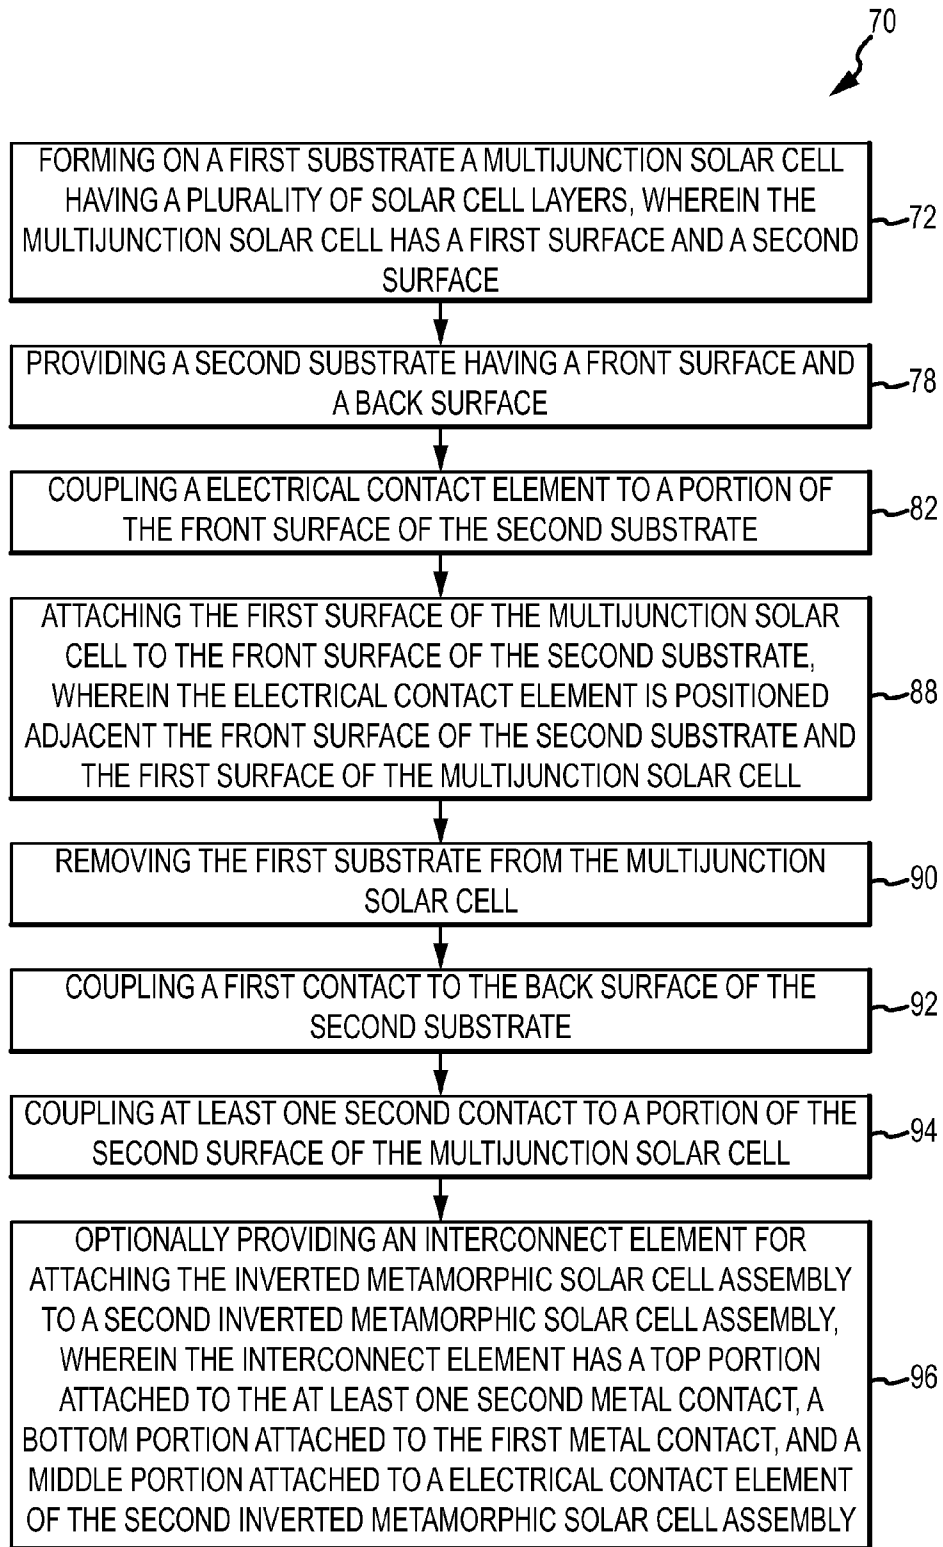 70
FORMING ON A FIRST SUBSTRATE A MULTIJUNCTION SOLAR CELL
HAVING A PLURALITY OF SOLAR CELL LAYERS, WHEREIN THE
MULTIJUNCTION SOLAR CELL HAS A FIRST SURFACE AND A SECOND
SURFACE
72
PROVIDING A SECOND SUBSTRATE HAVING A FRONT SURFACE AND
A BACK SURFACE
78
COUPLING A ELECTRICAL CONTACT ELEMENT TO A PORTION OF
THE FRONT SURFACE OF THE SECOND SUBSTRATE
82
ATTACHING THE FIRST SURFACE OF THE MULTIJUNCTION SOLAR
CELL TO THE FRONT SURFACE OF THE SECOND SUBSTRATE,
WHEREIN THE ELECTRICAL CONTACT ELEMENT IS POSITIONED
ADJACENT THE FRONT SURFACE OF THE SECOND SUBSTRATE AND
THE FIRST SURFACE OF THE MULTIJUNCTION SOLAR CELL
88
REMOVING THE FIRST SUBSTRATE FROM THE MULTIJUNCTION
SOLAR CELL
90
COUPLING A FIRST CONTACT TO THE BACK SURFACE OF THE
SECOND SUBSTRATE
92
COUPLING AT LEAST ONE SECOND CONTACT TO A PORTION OF THE
SECOND SURFACE OF THE MULTIJUNCTION SOLAR CELL
94
OPTIONALLY PROVIDING AN INTERCONNECT ELEMENT FOR
ATTACHING THE INVERTED METAMORPHIC SOLAR CELL ASSEMBLY
TO A SECOND INVERTED METAMORPHIC SOLAR CELL ASSEMBLY,
WHEREIN THE INTERCONNECT ELEMENT HAS A TOP PORTION
ATTACHED TO THE AT LEAST ONE SECOND METAL CONTACT, A
BOTTOM PORTION ATTACHED TO THE FIRST METAL CONTACT, AND A
MIDDLE PORTION ATTACHED TO A ELECTRICAL CONTACT ELEMENT
OF THE SECOND INVERTED METAMORPHIC SOLAR CELL ASSEMBLY
96